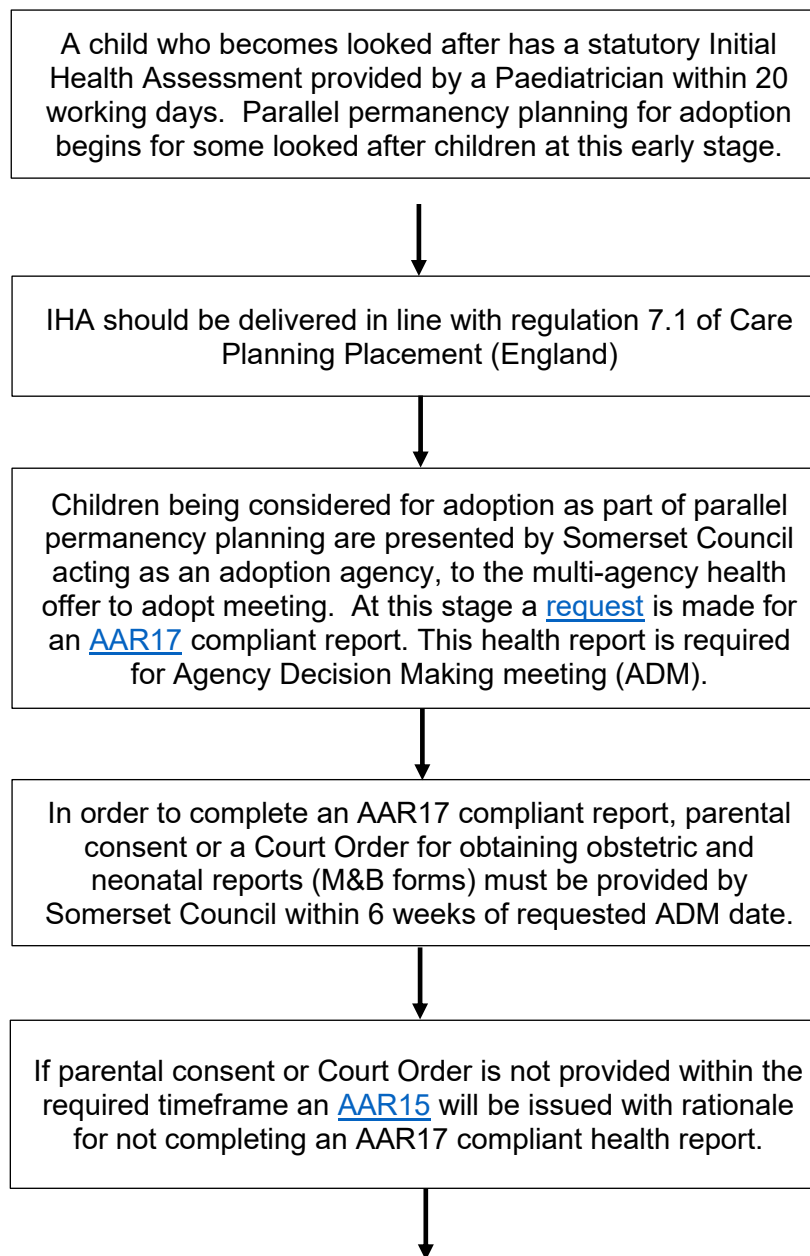 A child who becomes looked after has a statutory Initial
Health Assessment provided by a Paediatrician within 20
working days.  Parallel permanency planning for adoption
begins for some looked after children at this early stage.
IHA should be delivered in line with regulation 7.1 of Care
Planning Placement (England)
Children being considered for adoption as part of parallel
permanency planning are presented by Somerset Council
acting as an adoption agency, to the multi-agency health
offer to adopt meeting.  At this stage a request is made for
an AAR17 compliant report. This health report is required
for Agency Decision Making meeting (ADM).
In order to complete an AAR17 compliant report, parental
consent or a Court Order for obtaining obstetric and
neonatal reports (M&B forms) must be provided by
Somerset Council within 6 weeks of requested ADM date.
If parental consent or Court Order is not provided within the
required timeframe an AAR15 will be issued with rationale
for not completing an AAR17 compliant health report.